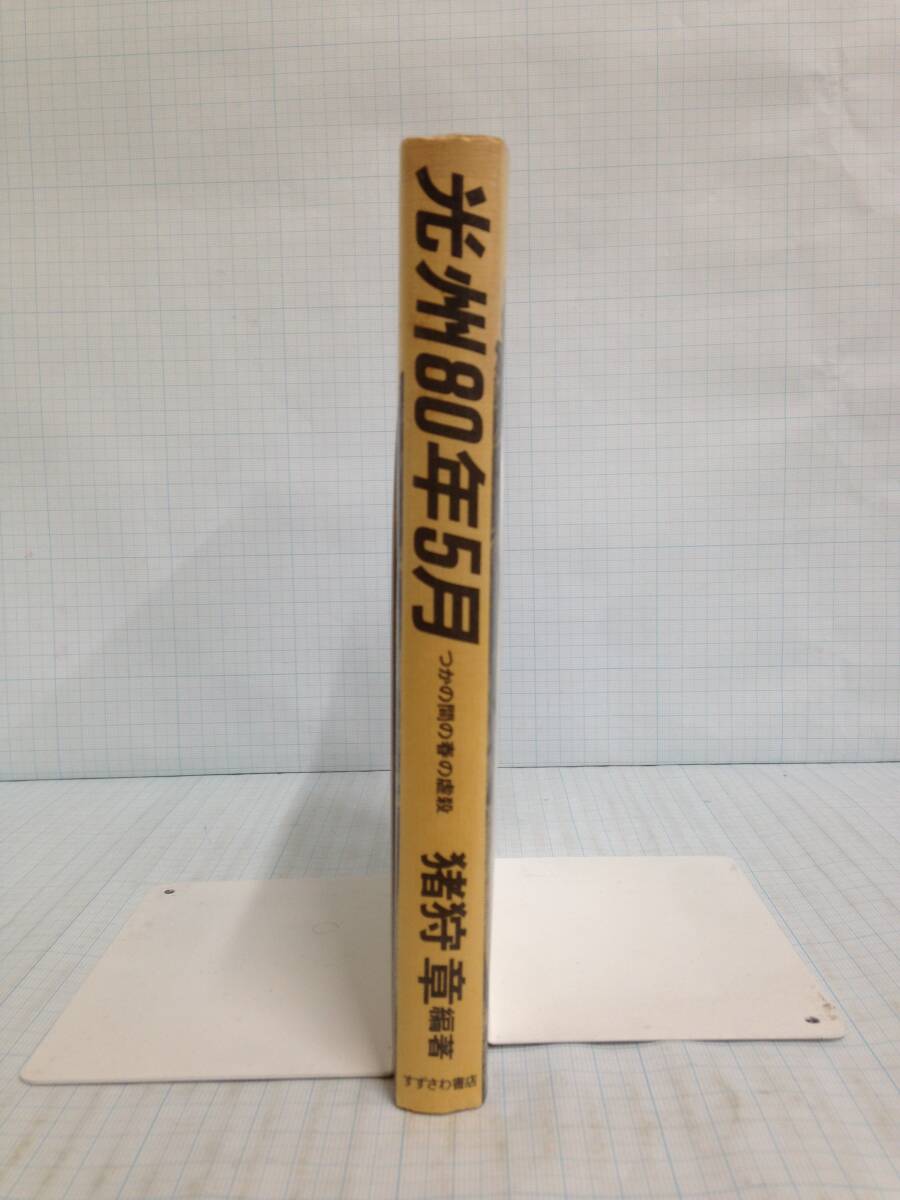 光州80年5月
つかの間の春の虐殺
猪狩 章 編著
すずさわ書店